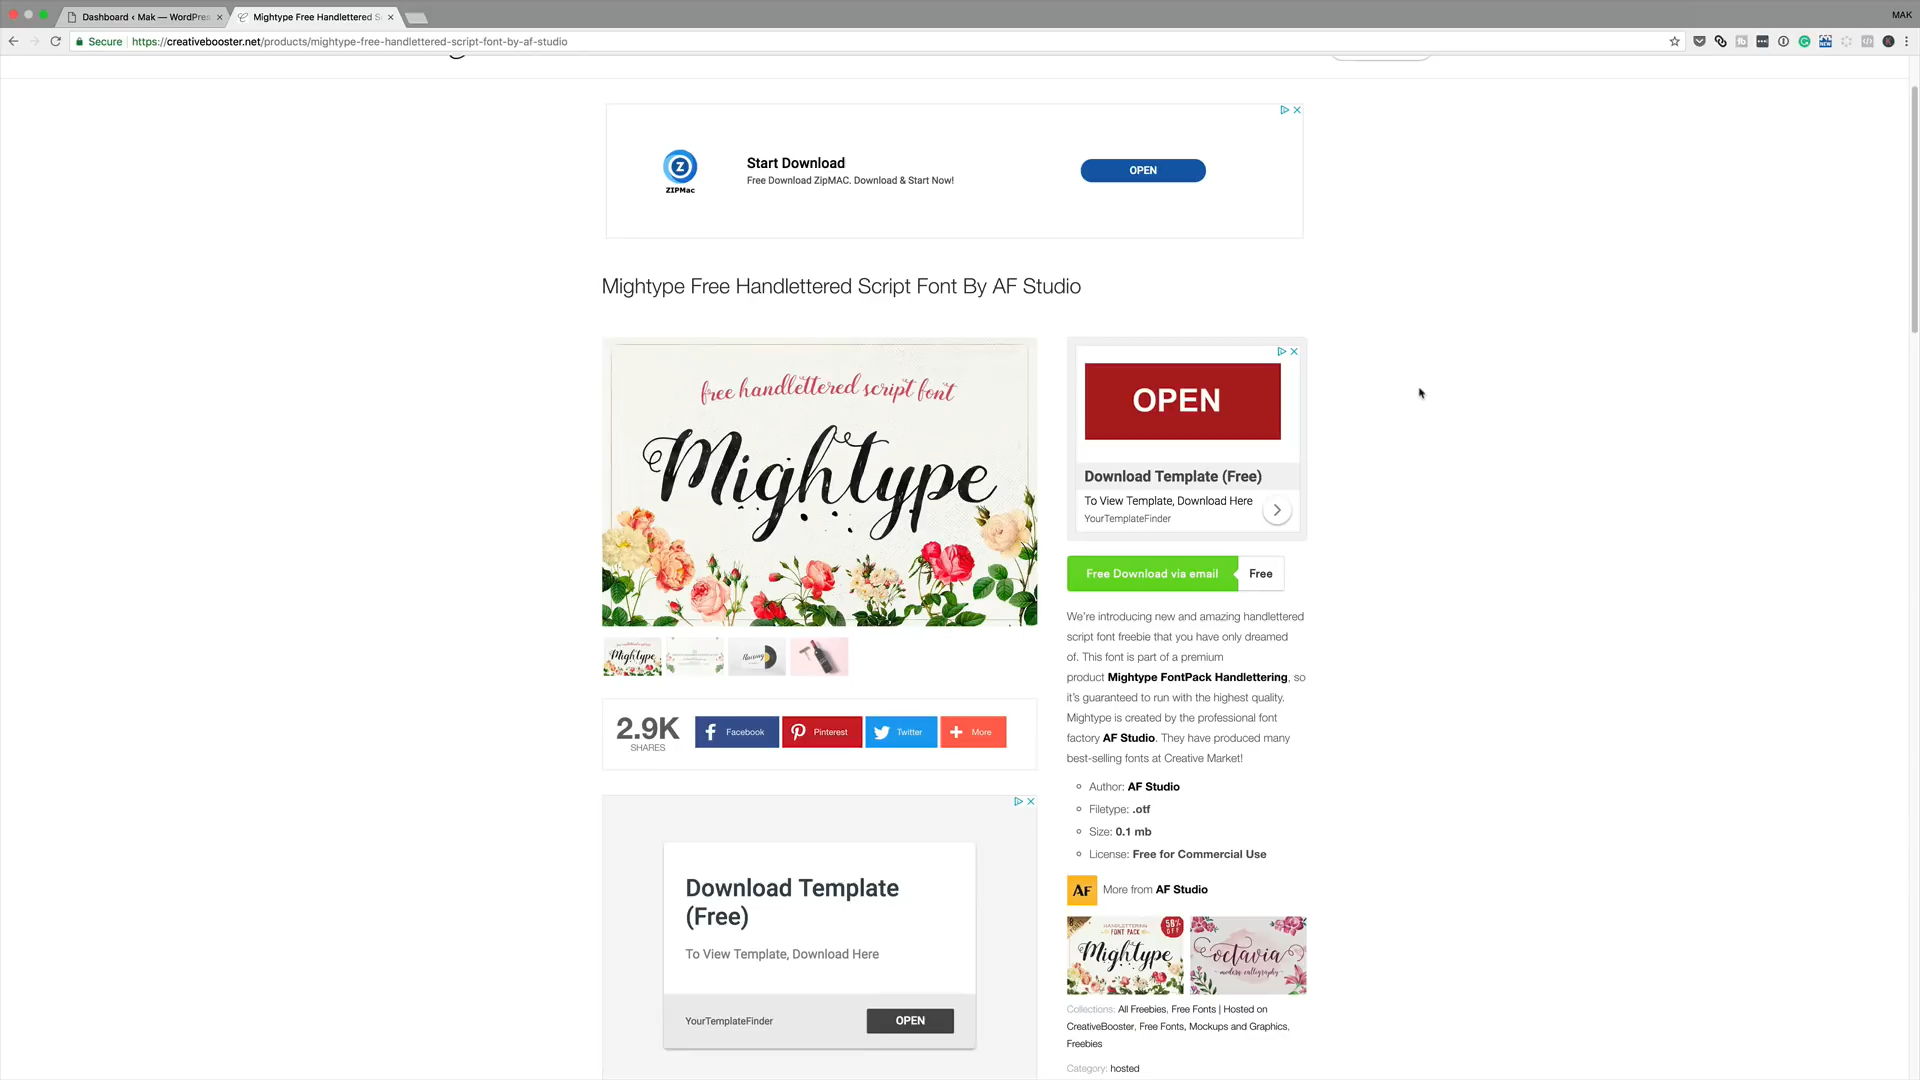 Dashboard ‹ Mak — WordPres
Mightype Free Handlettered S
MAK
Secure
https://creativebooster.net/products/mightype-free-handlettered-script-font-by-af-studio
ZIPMac
Start Download
Free Download ZipMAC. Download & Start Now!
OPEN
Mightype Free Handlettered Script Font By AF Studio
free handlettered script font
Mightype
OPEN
Download Template (Free)
To View Template, Download Here
YourTemplateFinder
Free Download via email
Free
We're introducing new and amazing handlettered
script font freebie that you have only dreamed
of. This font is part of a premium
product Mightype FontPack Handlettering, so
it's guaranteed to run with the highest quality.
Mightype is created by the professional font
factory AF Studio. They have produced many
best-selling fonts at Creative Market!
Mightype
2.9K
SHARES
Facebook
Pinterest
Twitter
More
Author: AF Studio
Filetype: .otf
Size: 0.1 mb
License: Free for Commercial Use
AF
More from AF Studio
Download Template
(Free)
To View Template, Download Here
YourTemplateFinder
OPEN
HANDLETTERING
FONT PACK
50%
OFF
Mightype
octavia
modern calligraphy
Collections: All Freebies, Free Fonts | Hosted on
CreativeBooster, Free Fonts, Mockups and Graphics,
Freebies
Category: hosted